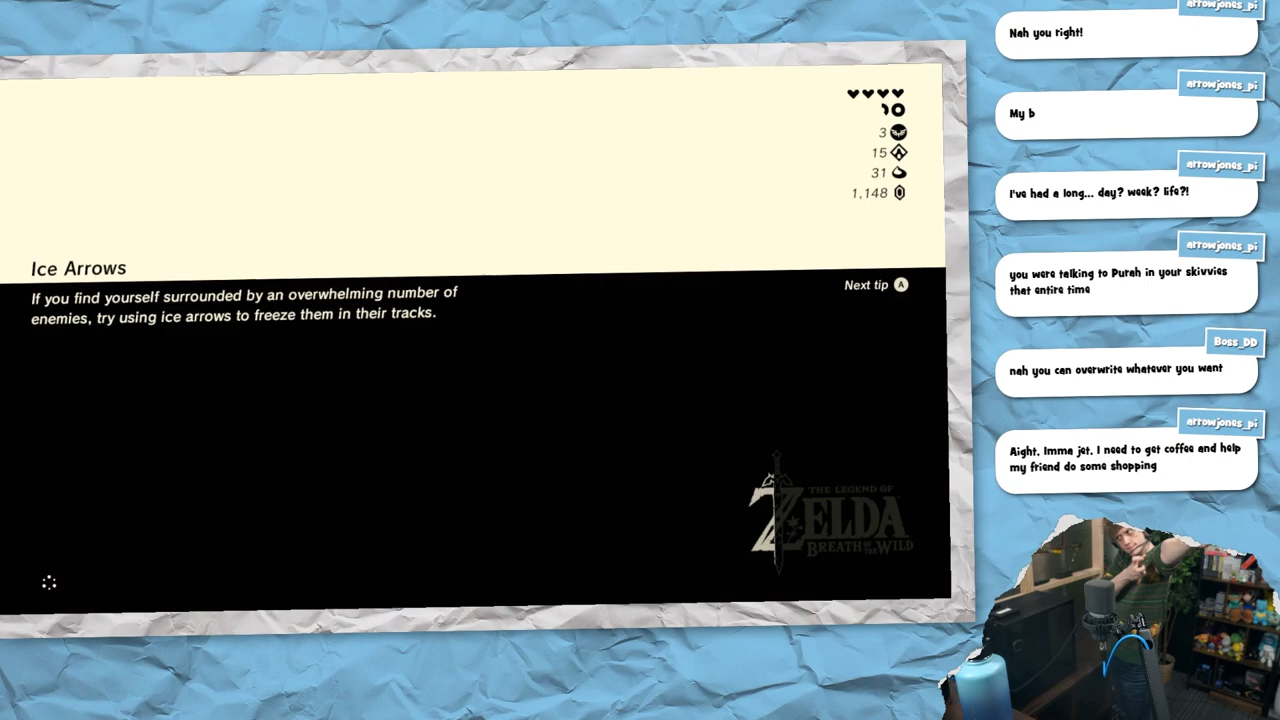 3
15
31
1,148
Ice Arrows
If you find yourself surrounded by an overwhelming number of
enemies, try using ice arrows to freeze them in their tracks.
Next tip A
THE LEGEND OF
ZELDA
BREATH OF THE WILD
arrowjones_pi
Nah you right!
arrowjones_pi
My b
arrowjones_pi
I've had a long... day? week? life?!
arrowjones_pi
you were talking to Purah in your skivvies
that entire time
Boss_DD
nah you can overwrite whatever you want
arrowjones_pi
Aight. Imma jet. I need to get coffee and help
my friend do some shopping